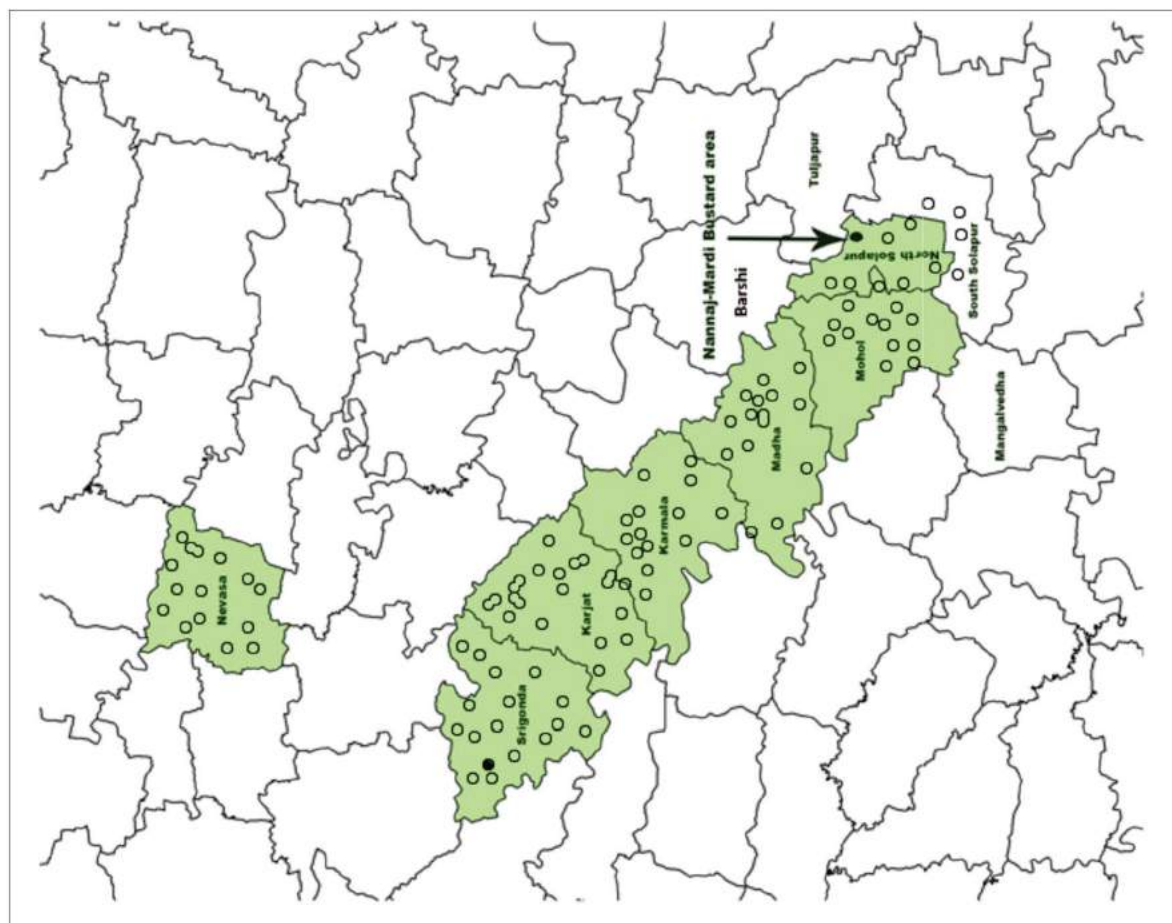 Nannaj-Mardi Bustard area
Tuljapur
Barshi
North Solapur
South Solapur
Mohol
Mangalvedha
Madha
Karmala
Karjat
Srigonda
Nevasa